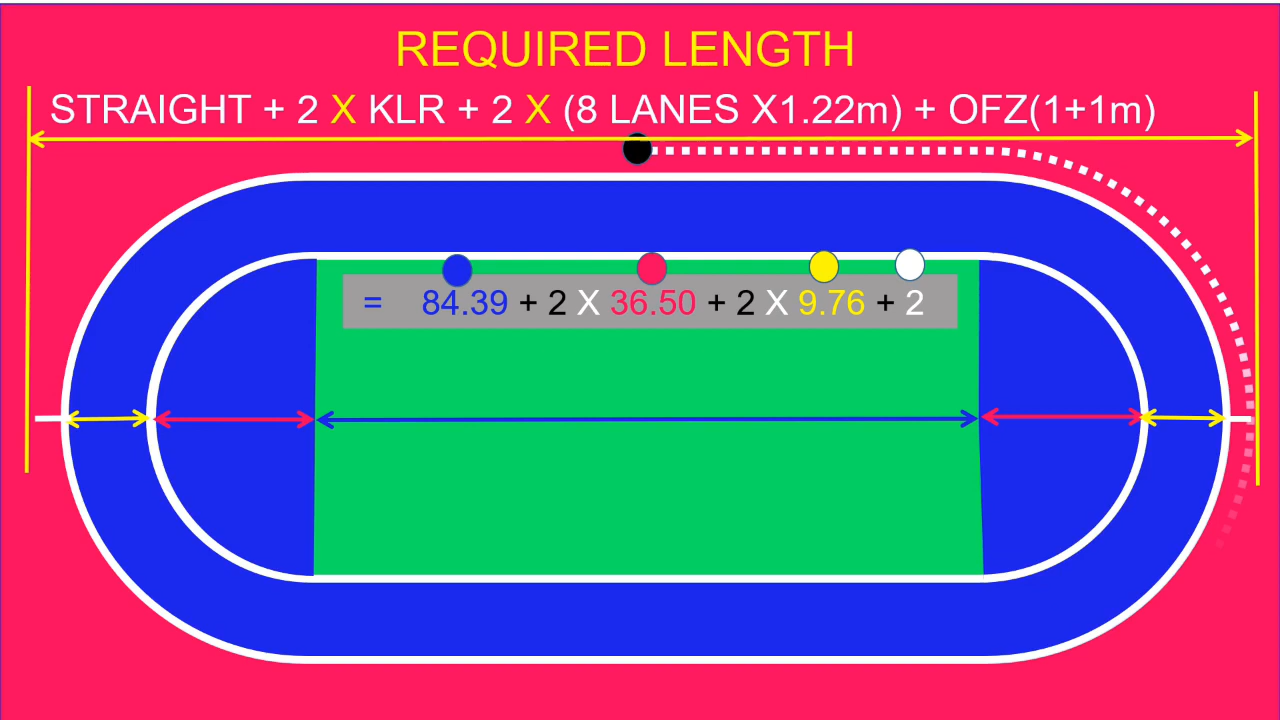 REQUIRED LENGTH
STRAIGHT + 2 X KLR + 2 X (8 LANES X1.22m) + OFZ(1+1m)
= 84.39 + 2 X 36.50 + 2 X 9.76 + 2